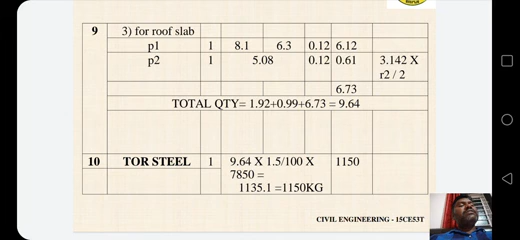 9 3) for roof slab
p1 1 8.1 6.3 0.12 6.12
p2 1 5.08 0.12 0.61 3.142 X
r2 / 2
6.73
TOTAL QTY= 1.92+0.99+6.73 = 9.64
10 TOR STEEL 1 9.64 X 1.5/100 X 1150
7850 =
1135.1 =1150KG
CIVIL ENGINEERING - 15CE53T